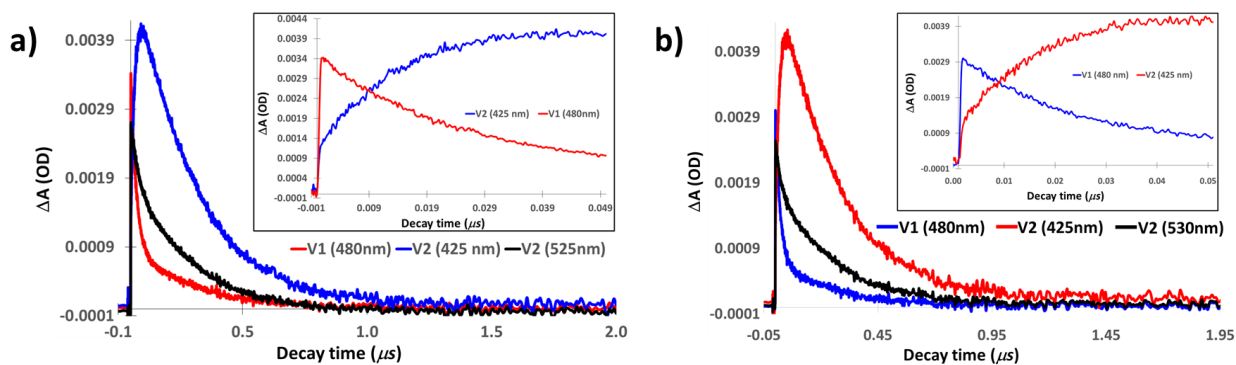 a)
ΔA (OD)
0.0039
0.0029
0.0019
0.0009
-0.0001
-0.1
0.5
1.0
1.5
2.0
Decay time (μs)
V1 (480nm) V2 (425 nm) V2 (525nm)
ΔA (OD)
0.0044
0.0039
0.0034
0.0029
0.0024
0.0019
0.0014
0.0009
0.0004
-0.0001
-0.001 0.009 0.019 0.029 0.039 0.049
Decay time (μs)
V2 (425 nm) V1 (480nm)
b)
ΔA (OD)
0.0039
0.0029
0.0019
0.0009
-0.0001
-0.05 0.45 0.95 1.45 1.95
Decay time (μs)
V1 (480nm) V2 (425nm) V2 (530nm)
ΔA (OD)
0.0039
0.0029
0.0019
0.0009
-0.0001
0.00 0.01 0.02 0.03 0.04 0.05
Decay time (μs)
V1 (480 nm)
V2 (425 nm)